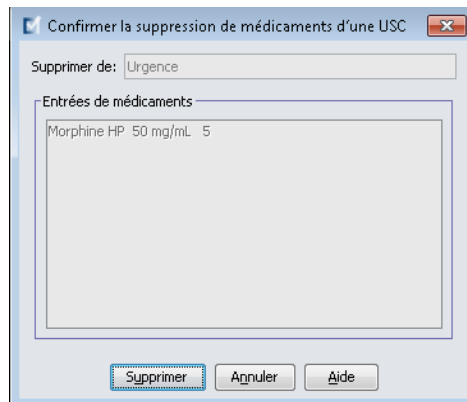 Confirmer la suppression de médicaments d'une USC
Supprimer de: Urgence
Entrées de médicaments
Morphine HP 50 mg/mL 5
Supprimer Annuler Aide